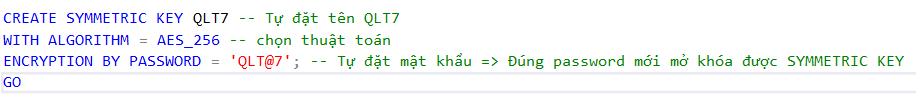 CREATE SYMMETRIC KEY QLT7 -- Tự đặt tên QLT7
WITH ALGORITHM = AES_256 -- chọn thuật toán
ENCRYPTION BY PASSWORD = 'QLT@7'; -- Tự đặt mật khẩu => Đúng password mới mở khóa được SYMMETRIC KEY
GO